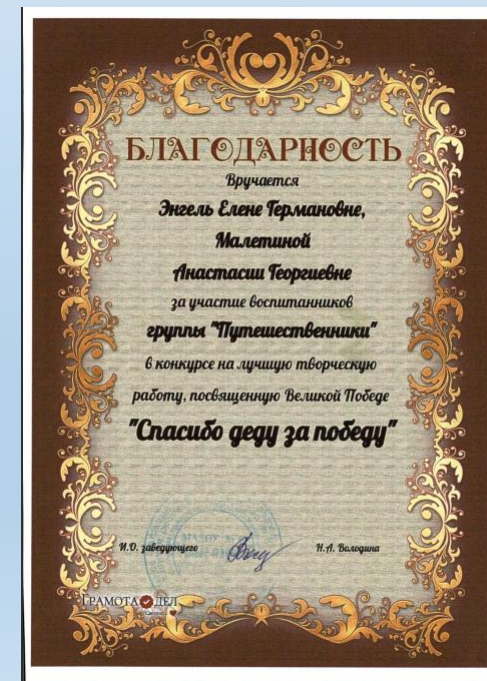 БЛАГОДАРНОСТЬ
Вручается
Энгель Елене Германовне,
Малетиной
Анастасии Георгиевне
за участие воспитанников
группы "Путешественники"
в конкурсе на лучшую творческую
работу, посвященную Великой Победе
"Спасибо деду за победу"
И.О. заведующего
Н.А. Володина
ГРАМОТА ДЕЛ